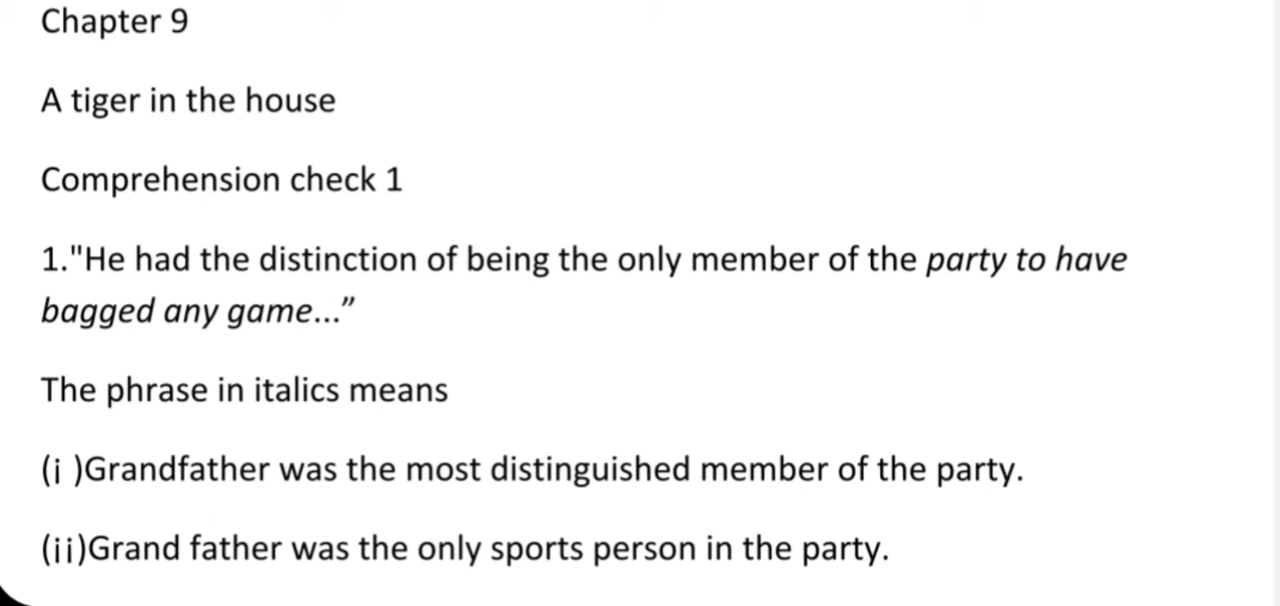 Chapter 9
A tiger in the house
Comprehension check 1
1."He had the distinction of being the only member of the party to have
bagged any game...”
The phrase in italics means
(i )Grandfather was the most distinguished member of the party.
(ii)Grand father was the only sports person in the party.